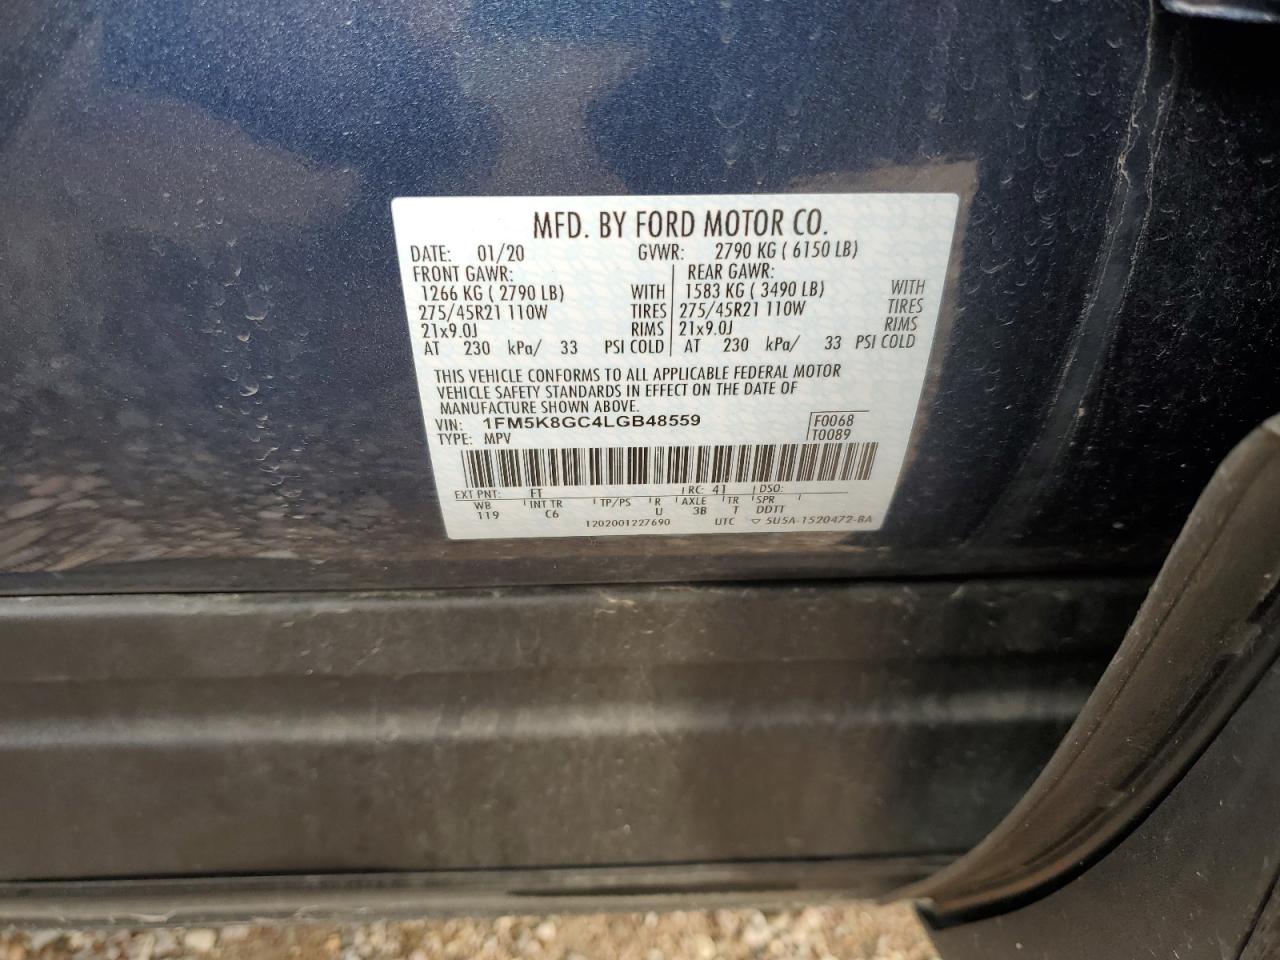 MFD. BY FORD MOTOR CO.
DATE: 01/20 GVWR: 2790 KG ( 6150 LB)
FRONT GAWR: REAR GAWR:
1266 KG ( 2790 LB) WITH 1583 KG ( 3490 LB) WITH
275/45R21 110W TIRES 275/45R21 110W TIRES
21x9.0J RIMS 21x9.0J RIMS
AT 230 kPa/ 33 PSI COLD AT 230 kPa/ 33 PSI COLD
THIS VEHICLE CONFORMS TO ALL APPLICABLE FEDERAL MOTOR
VEHICLE SAFETY STANDARDS IN EFFECT ON THE DATE OF
MANUFACTURE SHOWN ABOVE.
VIN: 1FM5K8GC4LGB48559 F0068
TYPE: MPV T0089
EXT PNT: FT RC: 41 DSO:
WB INT TR TP/PS R AXLE TR SPR
119 C6 U 3B T DDTT
1202001227690 UTC ▽ 5U5A-1520472-BA